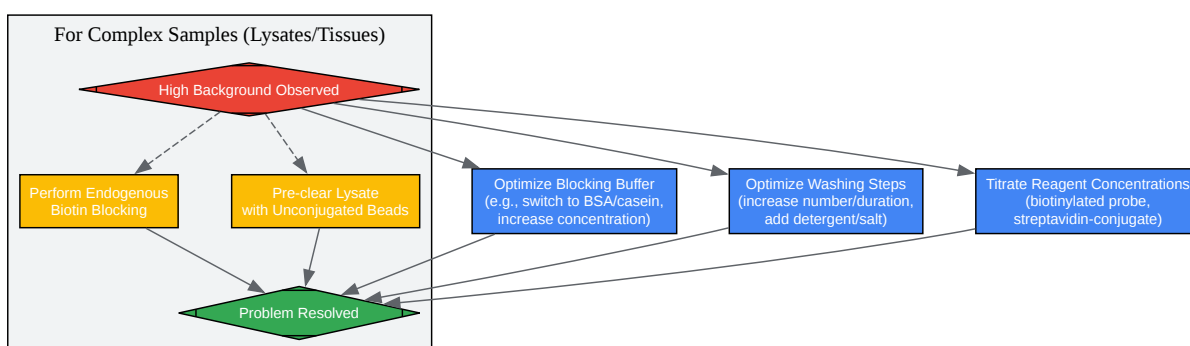 For Complex Samples (Lysates/Tissues)
High Background Observed
Perform Endogenous
Biotin Blocking
Pre-clear Lysate
with Unconjugated Beads
Optimize Blocking Buffer
(e.g., switch to BSA/casein,
increase concentration)
Optimize Washing Steps
(increase number/duration,
add detergent/salt)
Titrate Reagent Concentrations
(biotinylated probe,
streptavidin-conjugate)
Problem Resolved